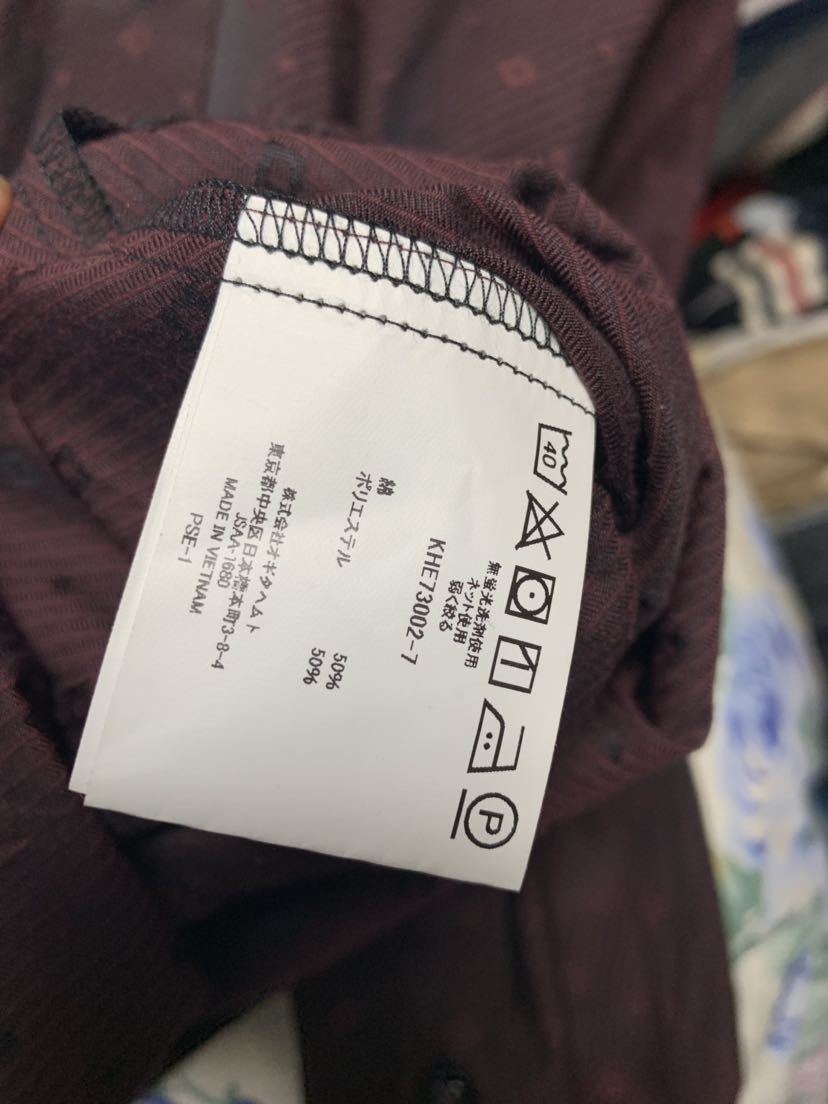 40
P
無蛍光洗剤使用
ネット使用
弱く絞る
KHE73002-7
綿 50%
ポリエステル 50%
株式会社オキタヘムト
東京都中央区日本橋本町3-8-4
JSAA-1680
MADE IN VIETNAM
PSE-1